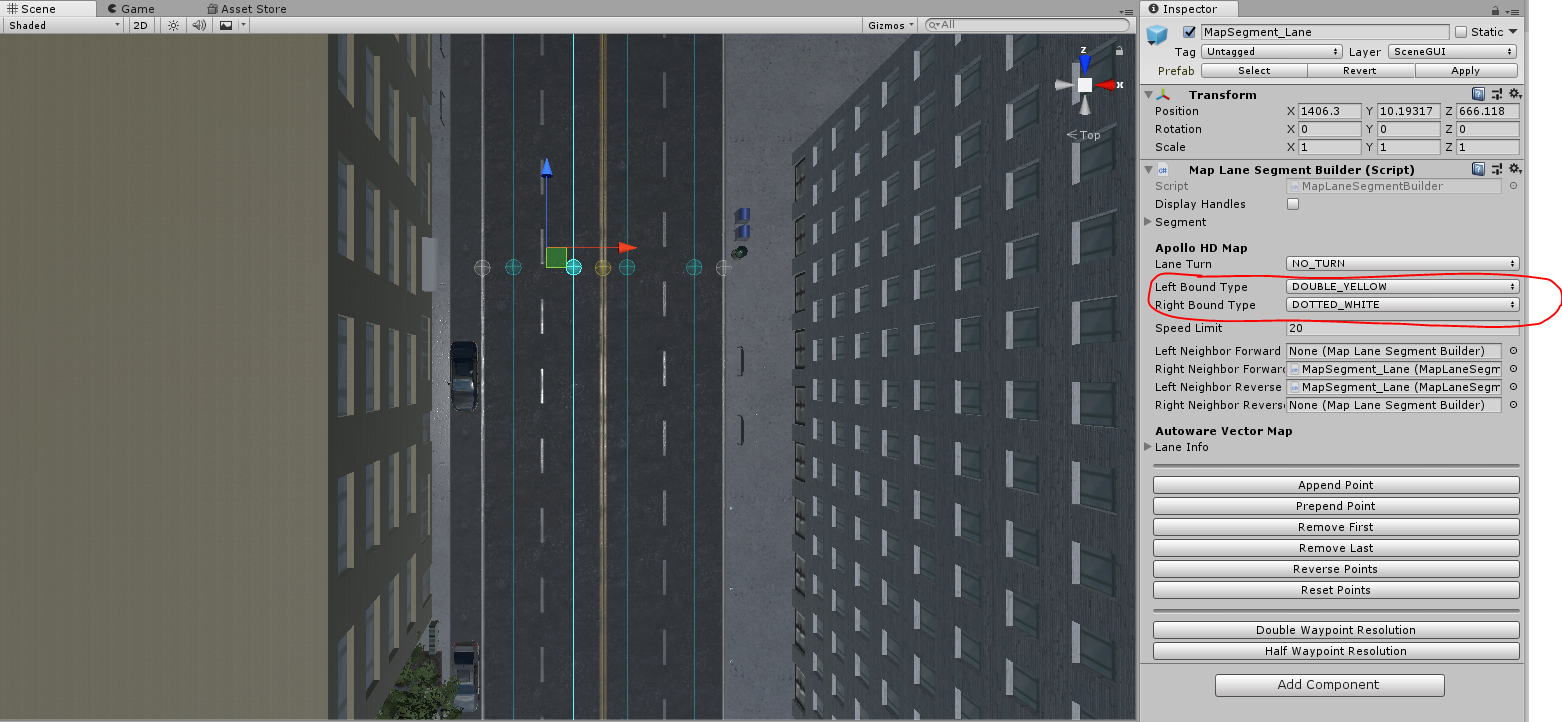 Scene
Game
Asset Store
Shaded
2D
Gizmos
All
z
x
Top
Inspector
MapSegment_Lane
Static
Tag Untagged Layer SceneGUI
Prefab Select Revert Apply
Transform
Position X 1406.3 Y 10.19317 Z 666.118
Rotation X 0 Y 0 Z 0
Scale X 1 Y 1 Z 1
Map Lane Segment Builder (Script)
Script MapLaneSegmentBuilder
Display Handles
Segment
Apollo HD Map
Lane Turn NO_TURN
Left Bound Type DOUBLE_YELLOW
Right Bound Type DOTTED_WHITE
Speed Limit 20
Left Neighbor Forward None (Map Lane Segment Builder)
Right Neighbor Forwar MapSegment_Lane (MapLaneSegm
Left Neighbor Reverse MapSegment_Lane (MapLaneSegm
Right Neighbor Revers None (Map Lane Segment Builder)
Autoware Vector Map
Lane Info
Append Point
Prepend Point
Remove First
Remove Last
Reverse Points
Reset Points
Double Waypoint Resolution
Half Waypoint Resolution
Add Component